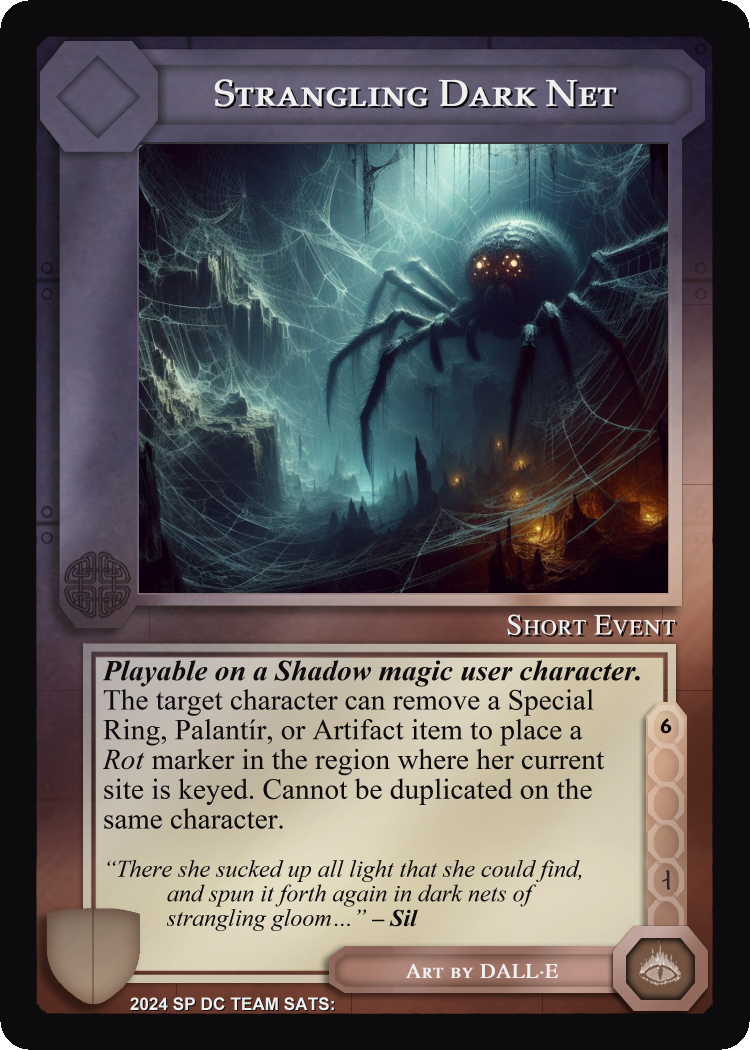 Strangling Dark Net
Short Event
Playable on a Shadow magic user character.
The target character can remove a Special
Ring, Palantír, or Artifact item to place a
Rot marker in the region where her current
site is keyed. Cannot be duplicated on the
same character.
6
“There she sucked up all light that she could find,
and spun it forth again in dark nets of
strangling gloom…” – Sil
Art by DALL·E
2024 SP DC TEAM SATS: